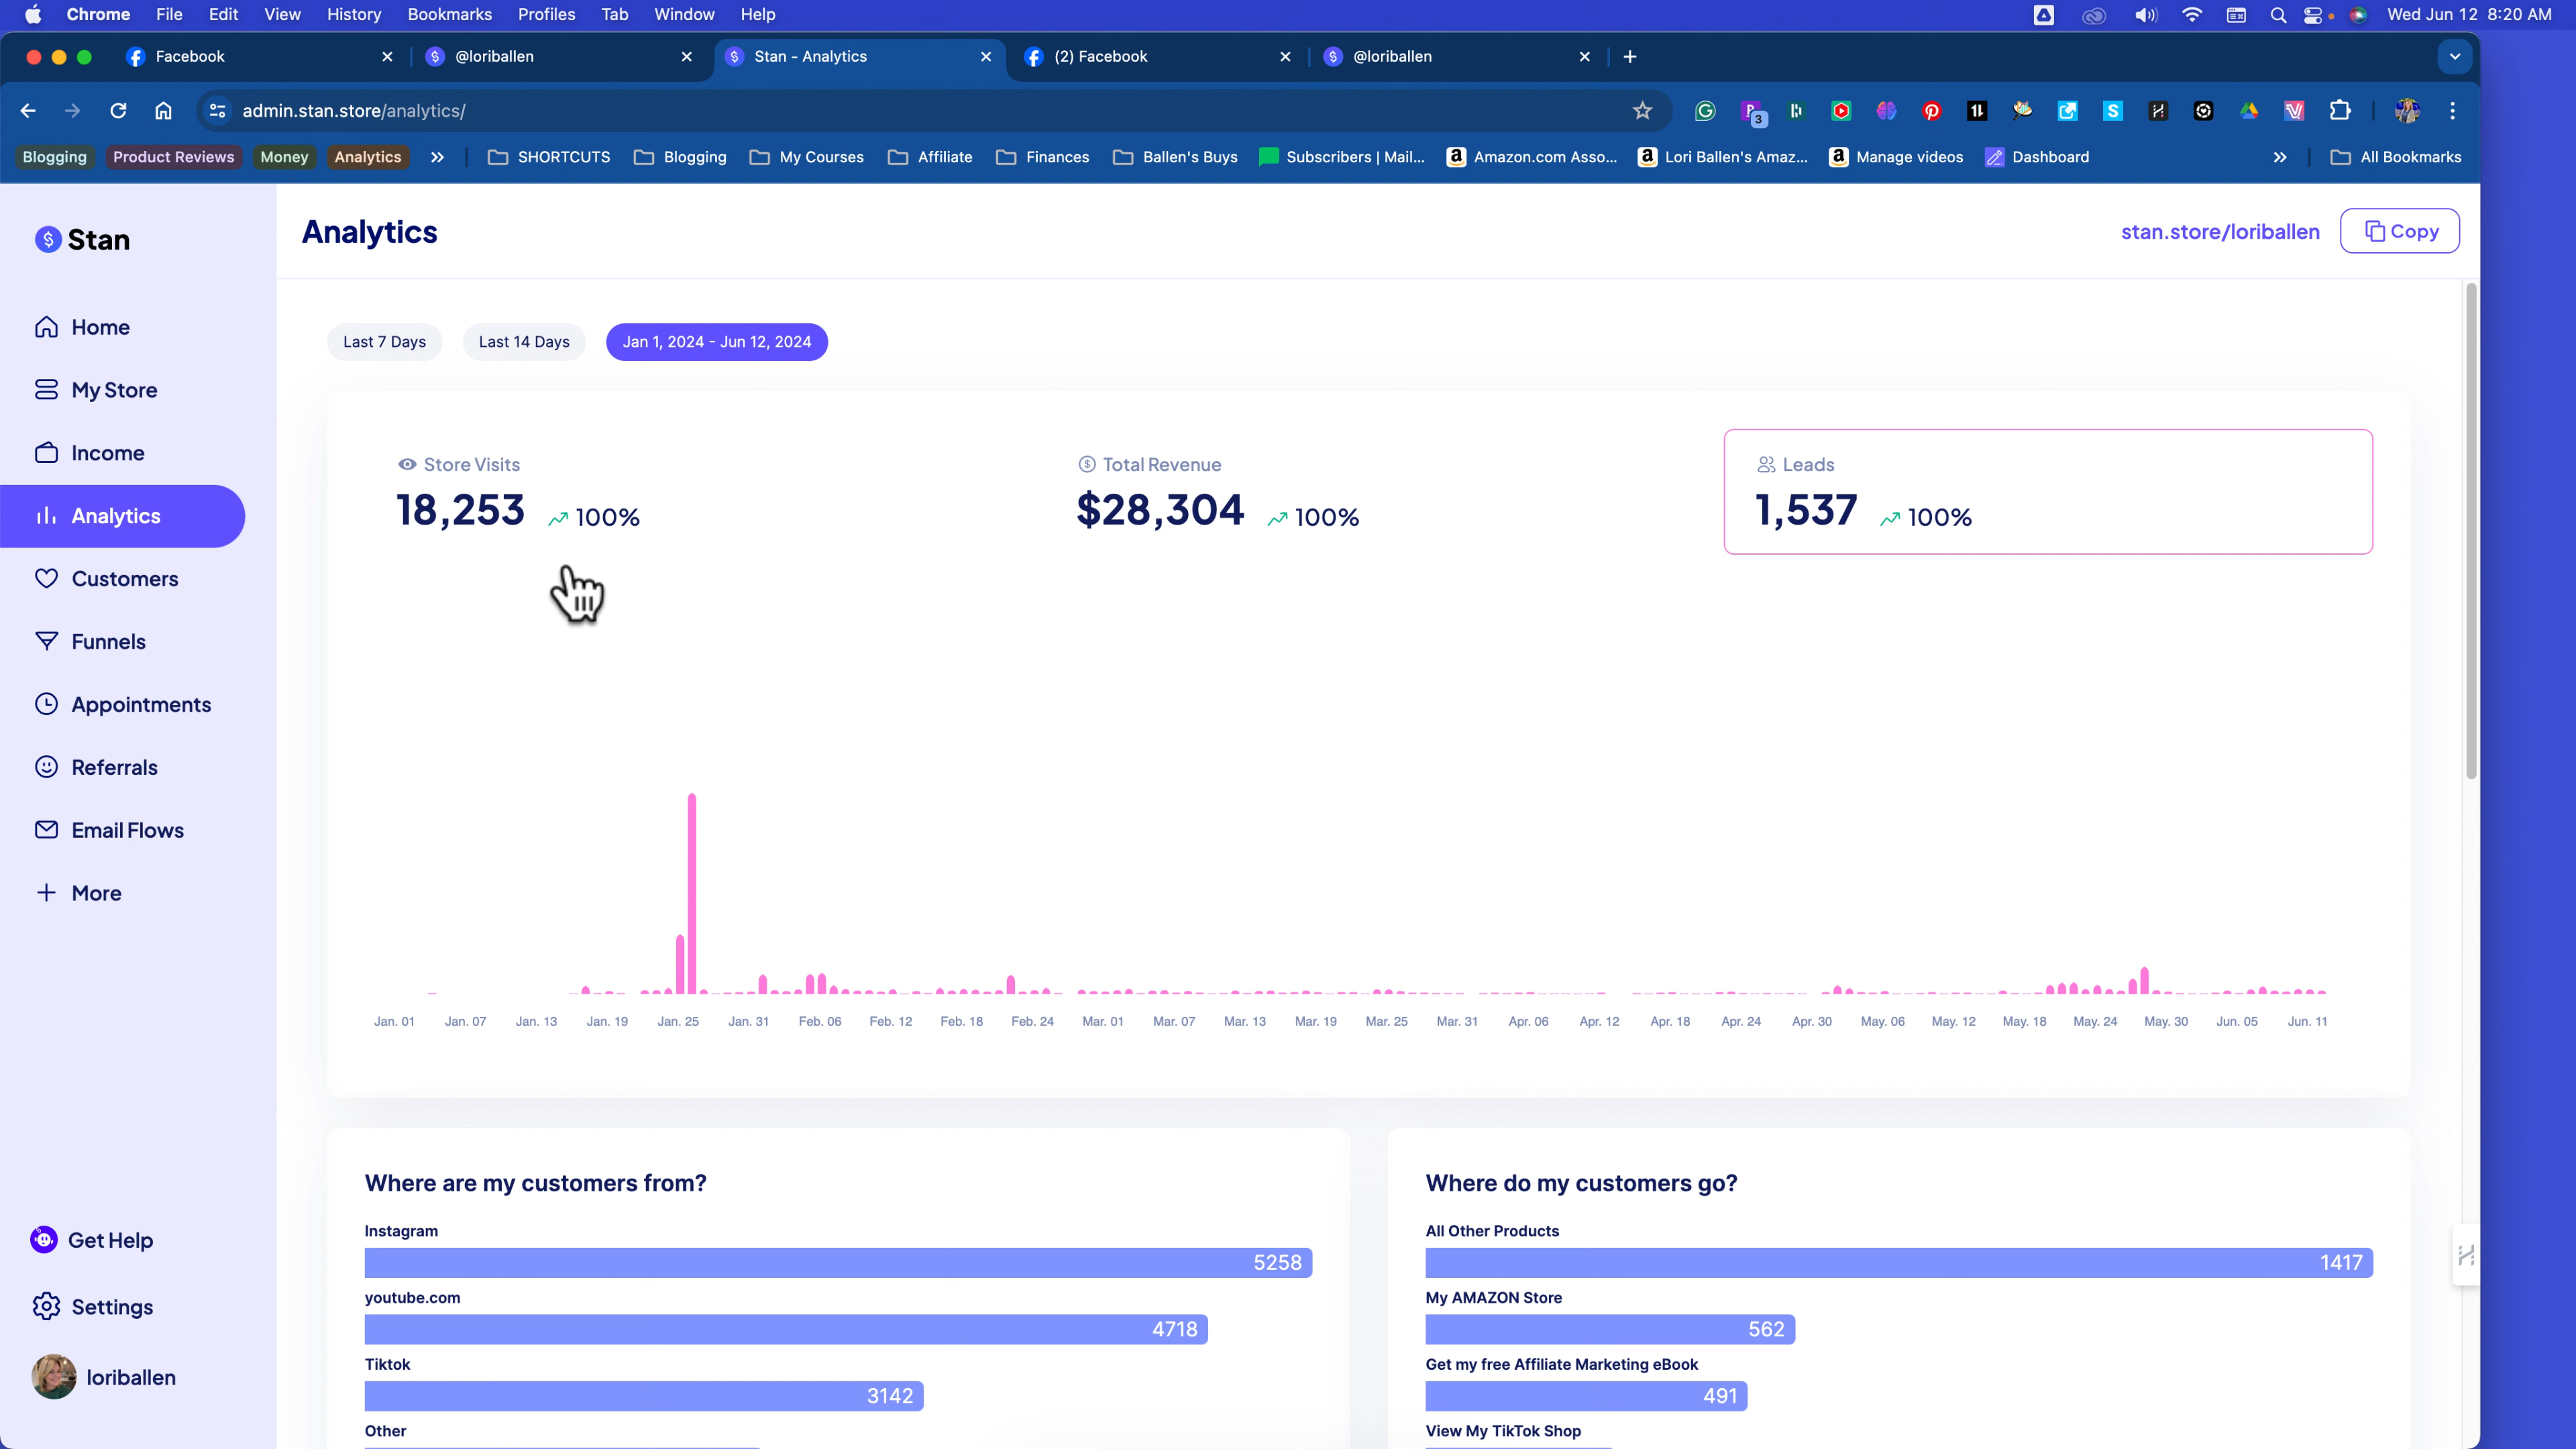 Chrome File Edit View History Bookmarks Profiles Tab Window Help Wed Jun 12 8:20 AM
Facebook @loriballen Stan - Analytics (2) Facebook @loriballen
admin.stan.store/analytics/
3
Blogging Product Reviews Money Analytics SHORTCUTS Blogging My Courses Affiliate Finances Ballen's Buys Subscribers | Mail... Amazon.com Asso... Lori Ballen's Amaz... Manage videos Dashboard All Bookmarks
Stan
Analytics
stan.store/loriballen Copy
Home
My Store
Income
Analytics
Customers
Funnels
Appointments
Referrals
Email Flows
More
Get Help
Settings
loriballen
Last 7 Days Last 14 Days Jan 1, 2024 - Jun 12, 2024
Store Visits
18,253 100%
Total Revenue
$28,304 100%
Leads
1,537 100%
Jan. 01 Jan. 07 Jan. 13 Jan. 19 Jan. 25 Jan. 31 Feb. 06 Feb. 12 Feb. 18 Feb. 24 Mar. 01 Mar. 07 Mar. 13 Mar. 19 Mar. 25 Mar. 31 Apr. 06 Apr. 12 Apr. 18 Apr. 24 Apr. 30 May. 06 May. 12 May. 18 May. 24 May. 30 Jun. 05 Jun. 11
Where are my customers from?
Instagram
5258
youtube.com
4718
Tiktok
3142
Other
Where do my customers go?
All Other Products
1417
My AMAZON Store
562
Get my free Affiliate Marketing eBook
491
View My TikTok Shop